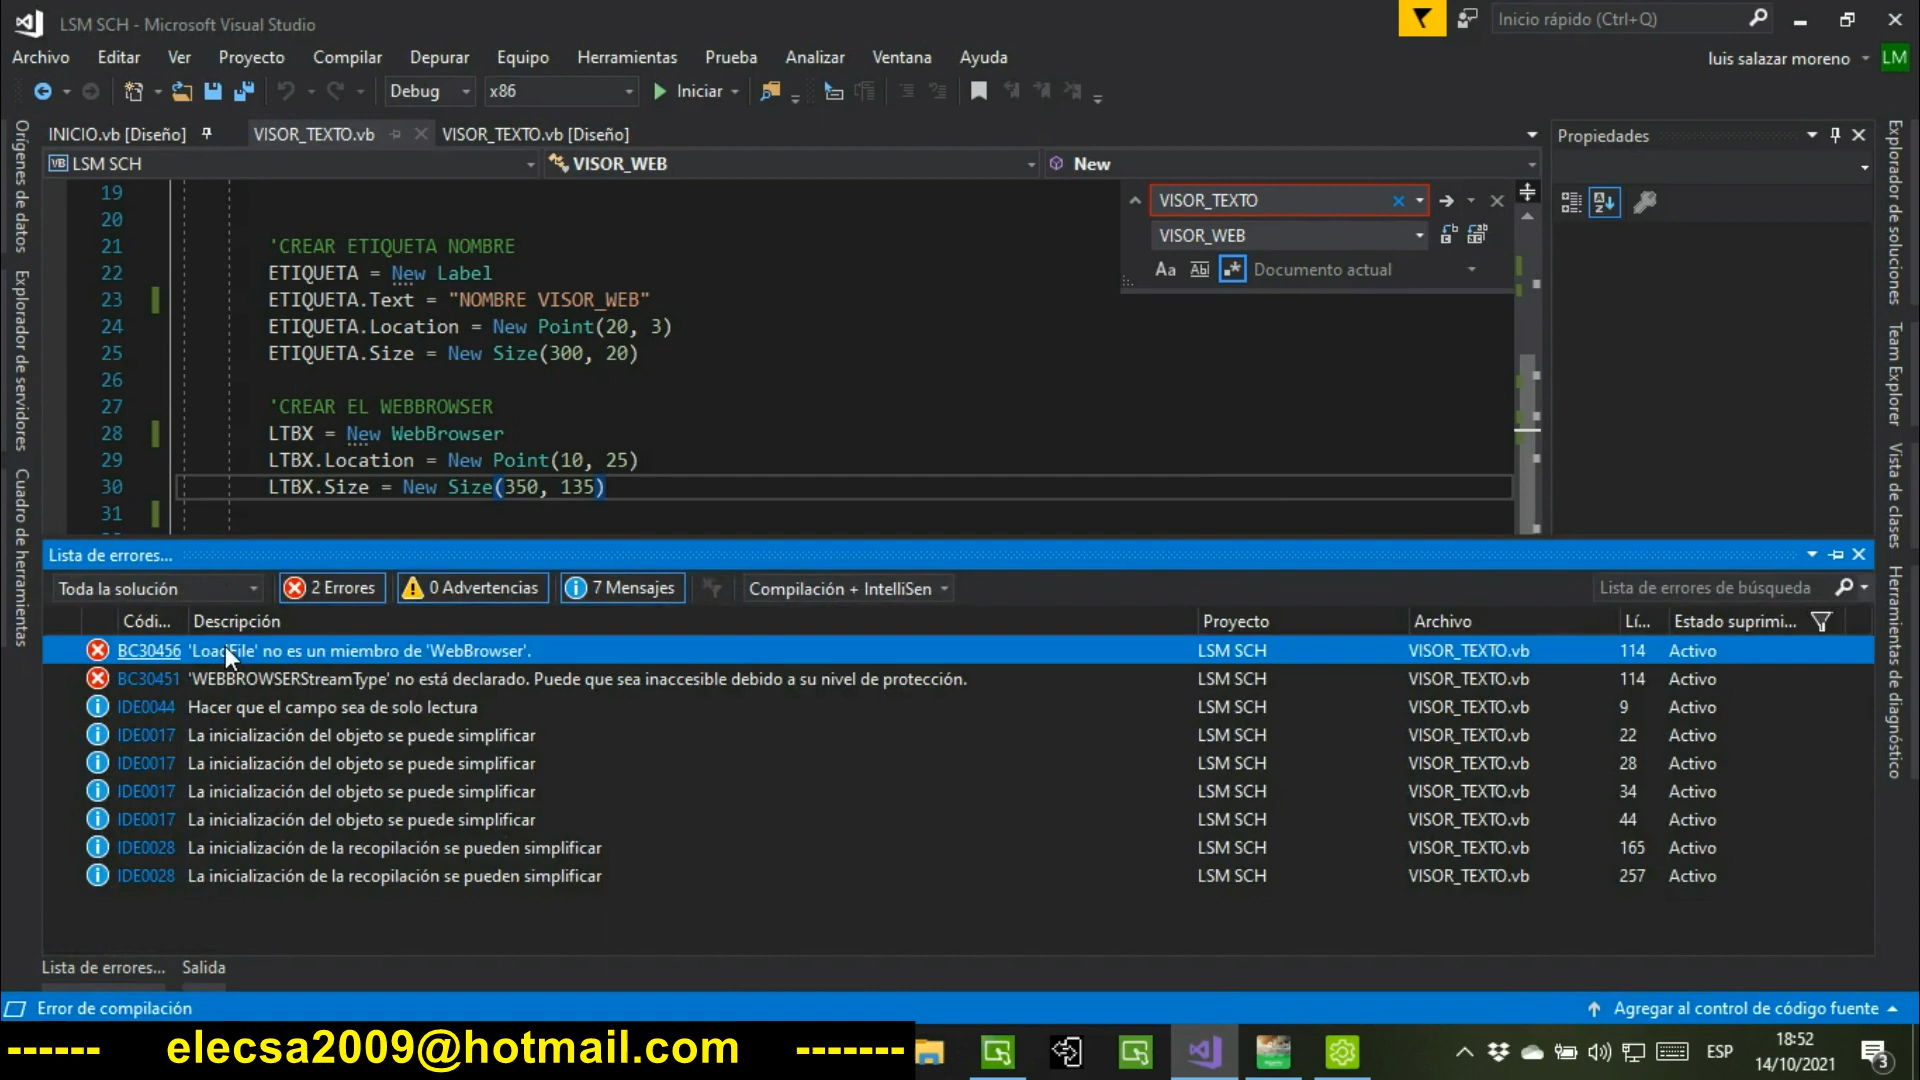 LSM SCH - Microsoft Visual Studio
Inicio rápido (Ctrl+Q)
Archivo Editar Ver Proyecto Compilar Depurar Equipo Herramientas Prueba Analizar Ventana Ayuda
luis salazar moreno LM
Debug x86 Iniciar
INICIO.vb [Diseño] VISOR_TEXTO.vb VISOR_TEXTO.vb [Diseño]
VB LSM SCH VISOR_WEB New
Propiedades
VISOR_TEXTO
VISOR_WEB
Aa Abl Documento actual
19
20
21 'CREAR ETIQUETA NOMBRE
22 ETIQUETA = New Label
23 ETIQUETA.Text = "NOMBRE VISOR_WEB"
24 ETIQUETA.Location = New Point(20, 3)
25 ETIQUETA.Size = New Size(300, 20)
26
27 'CREAR EL WEBBROWSER
28 LTBX = New WebBrowser
29 LTBX.Location = New Point(10, 25)
30 LTBX.Size = New Size(350, 135)
31
Orígenes de datos
Explorador de servidores
Cuadro de herramientas
Explorador de soluciones
Team Explorer
Vista de clases
Herramientas de diagnóstico
Lista de errores...
Toda la solución 2 Errores 0 Advertencias 7 Mensajes Compilación + IntelliSen Lista de errores de búsqueda
Códi... Descripción Proyecto Archivo Lí... Estado suprimi...
BC30456 'LoadFile' no es un miembro de 'WebBrowser'. LSM SCH VISOR_TEXTO.vb 114 Activo
BC30451 'WEBBROWSERStreamType' no está declarado. Puede que sea inaccesible debido a su nivel de protección. LSM SCH VISOR_TEXTO.vb 114 Activo
IDE0044 Hacer que el campo sea de solo lectura LSM SCH VISOR_TEXTO.vb 9 Activo
IDE0017 La inicialización del objeto se puede simplificar LSM SCH VISOR_TEXTO.vb 22 Activo
IDE0017 La inicialización del objeto se puede simplificar LSM SCH VISOR_TEXTO.vb 28 Activo
IDE0017 La inicialización del objeto se puede simplificar LSM SCH VISOR_TEXTO.vb 34 Activo
IDE0017 La inicialización del objeto se puede simplificar LSM SCH VISOR_TEXTO.vb 44 Activo
IDE0028 La inicialización de la recopilación se pueden simplificar LSM SCH VISOR_TEXTO.vb 165 Activo
IDE0028 La inicialización de la recopilación se pueden simplificar LSM SCH VISOR_TEXTO.vb 257 Activo
Lista de errores... Salida
Error de compilación Agregar al control de código fuente
------ elecsa2009@hotmail.com -------
ESP 18:52
14/10/2021 3